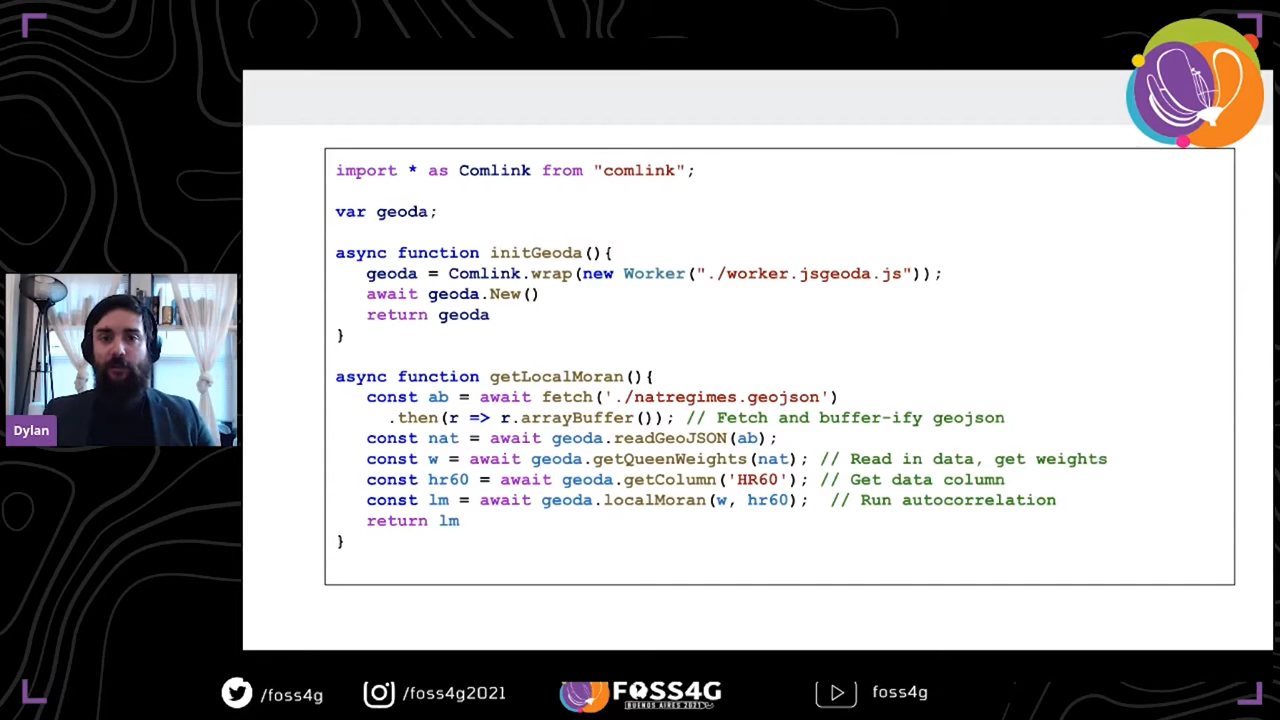 import * as Comlink from "comlink";
var geoda;
async function initGeoda(){
geoda = Comlink.wrap(new Worker("./worker.jsgeoda.js"));
await geoda.New()
return geoda
}
async function getLocalMoran(){
const ab = await fetch('./natregimes.geojson')
.then(r => r.arrayBuffer()); // Fetch and buffer-ify geojson
const nat = await geoda.readGeoJSON(ab);
const w = await geoda.getQueenWeights(nat); // Read in data, get weights
const hr60 = await geoda.getColumn('HR60'); // Get data column
const lm = await geoda.localMoran(w, hr60); // Run autocorrelation
return lm
}
Dylan
/foss4g
/foss4g2021
FOSS4G
BUENOS AIRES 2021
foss4g